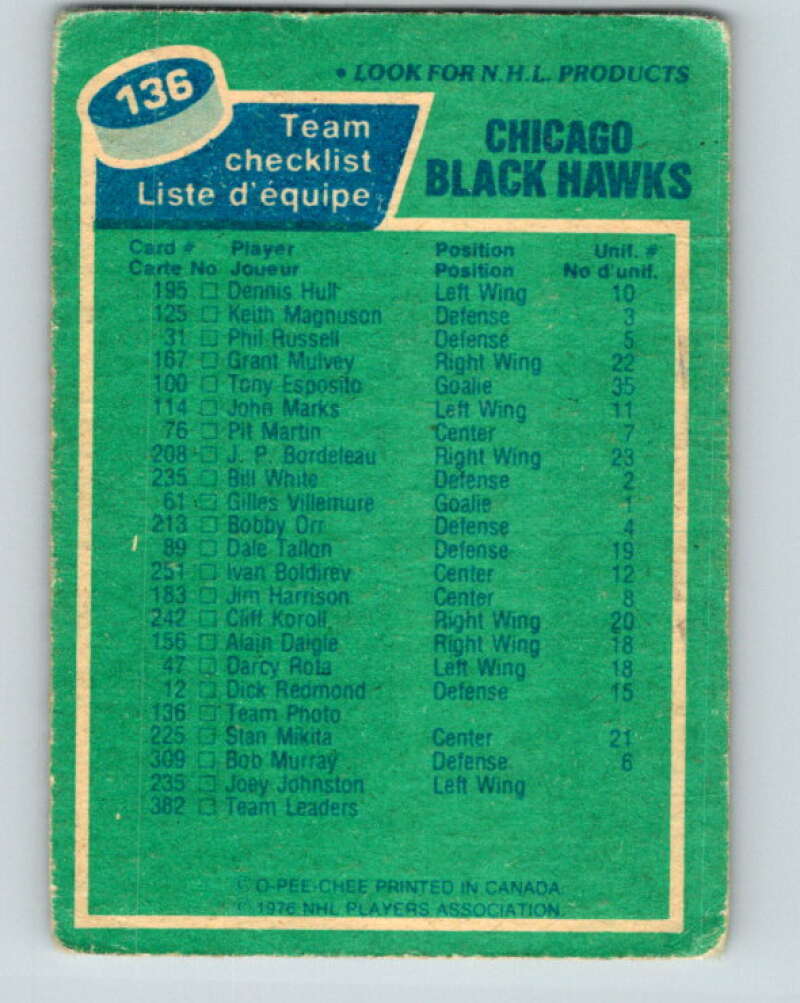 136
• LOOK FOR N.H.L. PRODUCTS
Team
checklist
Liste d'équipe
CHICAGO
BLACK HAWKS
Card # Player Position Unif. #
Carte No Joueur Position No d'unif.
195 □ Dennis Hull Left Wing 10
125 □ Keith Magnuson Defense 3
31 □ Phil Russell Defense 5
167 □ Grant Mulvey Right Wing 22
100 □ Tony Esposito Goalie 35
114 □ John Marks Left Wing 11
76 □ Pit Martin Center 7
208 □ J. P. Bordeleau Right Wing 23
235 □ Bill White Defense 2
61 □ Gilles Villemure Goalie 1
213 □ Bobby Orr Defense 4
89 □ Dale Tallon Defense 19
251 □ Ivan Boldirev Center 12
183 □ Jim Harrison Center 8
242 □ Cliff Koroll Right Wing 20
156 □ Alain Daigle Right Wing 18
47 □ Darcy Rota Left Wing 18
12 □ Dick Redmond Defense 15
136 □ Team Photo
225 □ Stan Mikita Center 21
309 □ Bob Murray Defense 6
235 □ Joey Johnston Left Wing
382 □ Team Leaders
© O-PEE-CHEE PRINTED IN CANADA.
© 1976 NHL PLAYERS ASSOCIATION.